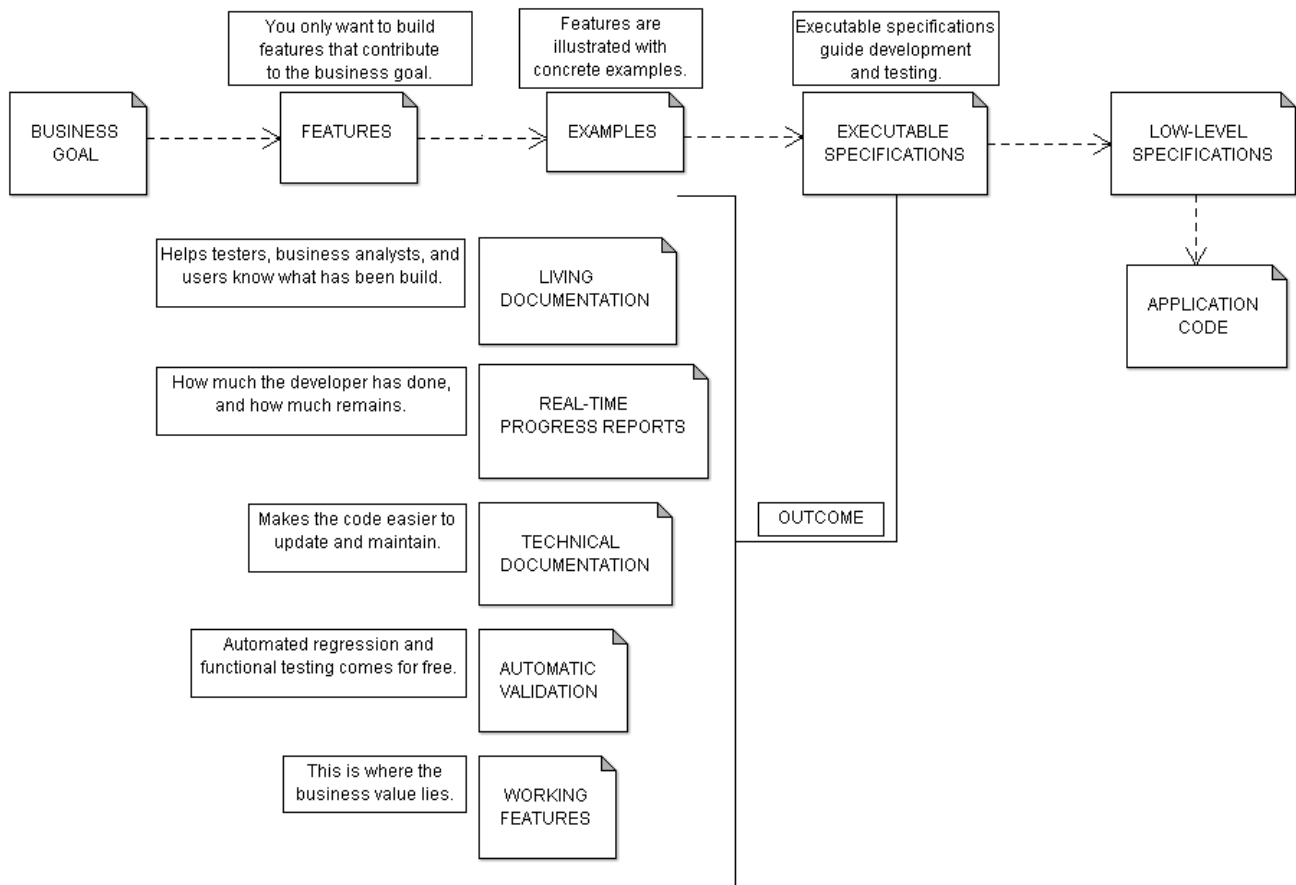 You only want to build
features that contribute
to the business goal.
Features are
illustrated with
concrete examples.
Executable specifications
guide development
and testing.
BUSINESS
GOAL
FEATURES
EXAMPLES
EXECUTABLE
SPECIFICATIONS
LOW-LEVEL
SPECIFICATIONS
Helps testers, business analysts, and
users know what has been build.
LIVING
DOCUMENTATION
APPLICATION
CODE
How much the developer has done,
and how much remains.
REAL-TIME
PROGRESS REPORTS
Makes the code easier to
update and maintain.
TECHNICAL
DOCUMENTATION
OUTCOME
Automated regression and
functional testing comes for free.
AUTOMATIC
VALIDATION
This is where the
business value lies.
WORKING
FEATURES